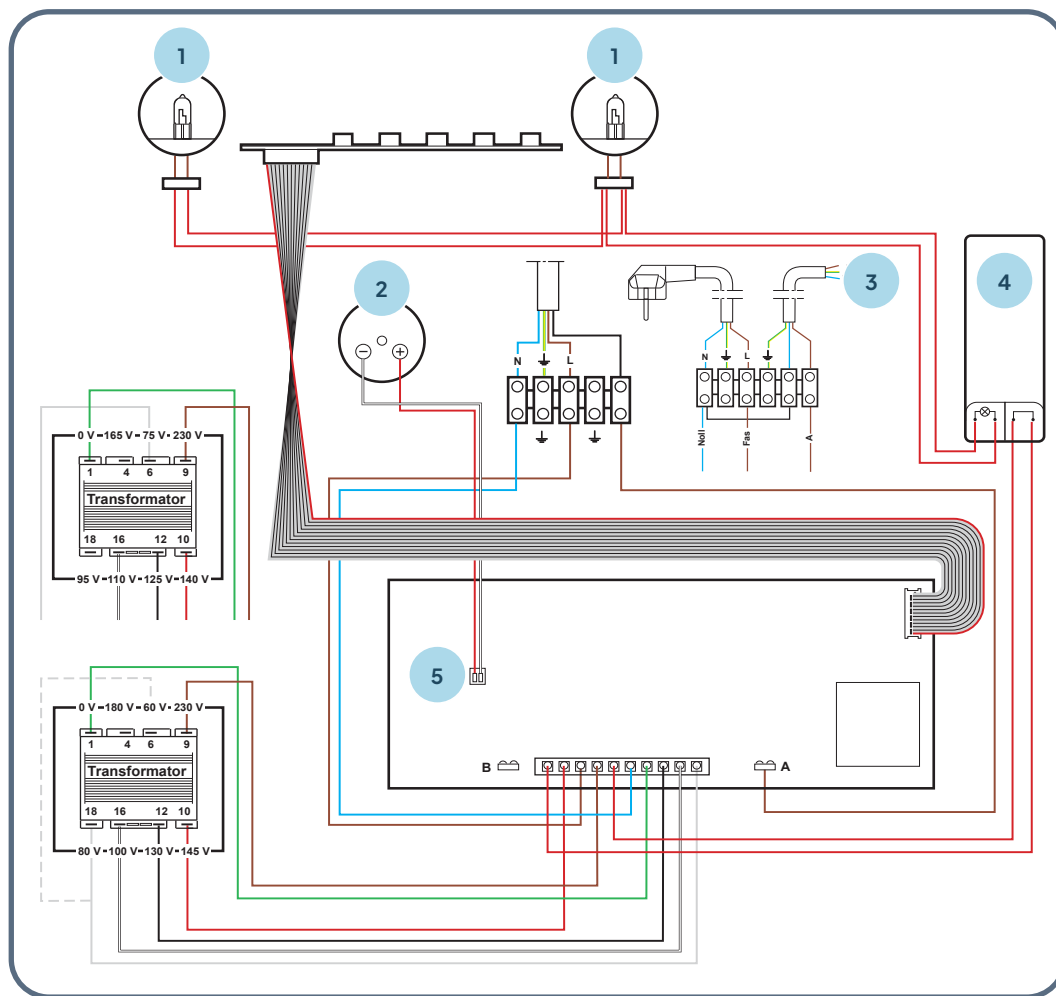 1 1
2 3 4
N L
N L
Noll Fas A
0 V 165 V 75 V 230 V
1 4 6 9
Transformator
18 16 12 10
95 V 110 V 125 V 140 V
5
0 V 180 V 60 V 230 V
1 4 6 9
Transformator
18 16 12 10
80 V 100 V 130 V 145 V
B A